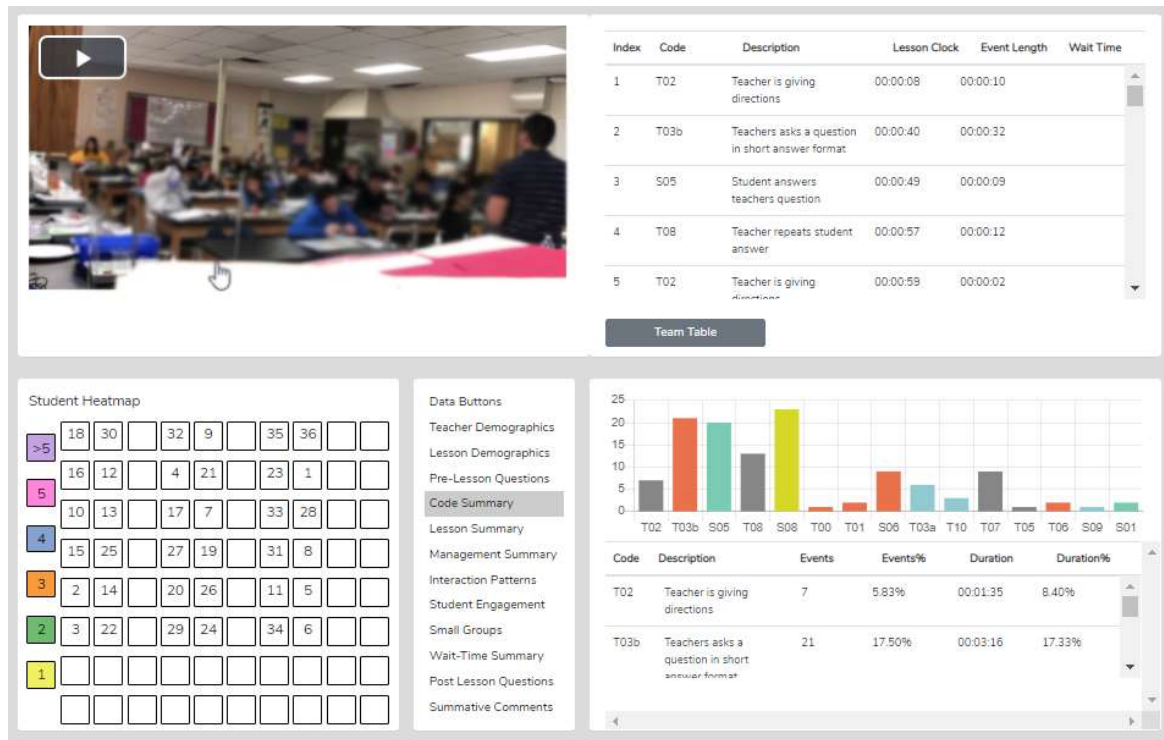 Index Code Description Lesson Clock Event Length Wait Time
1 T02 Teacher is giving 00:00:08 00:00:10
directions
2 T03b Teachers asks a question 00:00:40 00:00:32
in short answer format
3 S05 Student answers 00:00:49 00:00:09
teachers question
4 T08 Teacher repeats student 00:00:57 00:00:12
answer
5 T02 Teacher is giving 00:00:59 00:00:02
directions
Team Table
Student Heatmap
>5 18 30 32 9 35 36
5 16 12 4 21 23 1
4 10 13 17 7 33 28
3 15 25 27 19 31 8
2 2 14 20 26 11 5
1 3 22 29 24 34 6
Data Buttons
Teacher Demographics
Lesson Demographics
Pre-Lesson Questions
Code Summary
Lesson Summary
Management Summary
Interaction Patterns
Student Engagement
Small Groups
Wait-Time Summary
Post Lesson Questions
Summative Comments
25
20
15
10
5
0
T02 T03b S05 T08 S08 T00 T01 S06 T03a T10 T07 T05 T06 S09 S01
Code Description Events Events% Duration Duration%
T02 Teacher is giving 7 5.83% 00:01:35 8.40%
directions
T03b Teachers asks a 21 17.50% 00:03:16 17.33%
question in short
answer format